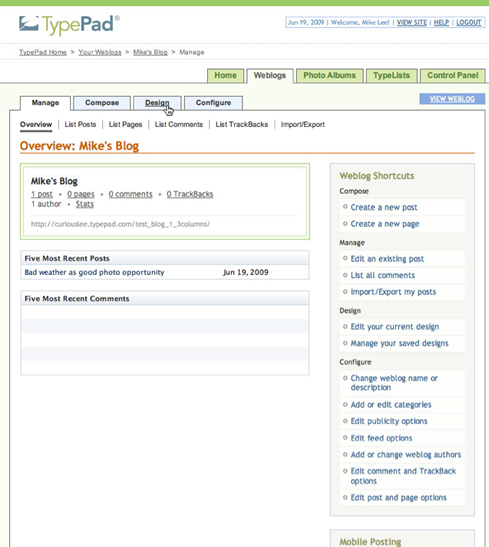 TypePad®
Jun 19, 2009 | Welcome, Mike Lee! | VIEW SITE | HELP | LOGOUT
TypePad Home > Your Weblogs > Mike's Blog > Manage
Home Weblogs Photo Albums TypeLists Control Panel
Manage Compose Design Configure
VIEW WEBLOG
Overview | List Posts | List Pages | List Comments | List TrackBacks | Import/Export
Overview: Mike's Blog
Mike's Blog
1 post • 0 pages • 0 comments • 0 TrackBacks
1 author • Stats
http://curiouslee.typepad.com/test_blog_1_3columns/
Five Most Recent Posts
Bad weather as good photo opportunity Jun 19, 2009
Five Most Recent Comments
Weblog Shortcuts
Compose
Create a new post
Create a new page
Manage
Edit an existing post
List all comments
Import/Export my posts
Design
Edit your current design
Manage your saved designs
Configure
Change weblog name or
description
Add or edit categories
Edit publicity options
Edit feed options
Add or change weblog authors
Edit comment and TrackBack
options
Edit post and page options
Mobile Posting